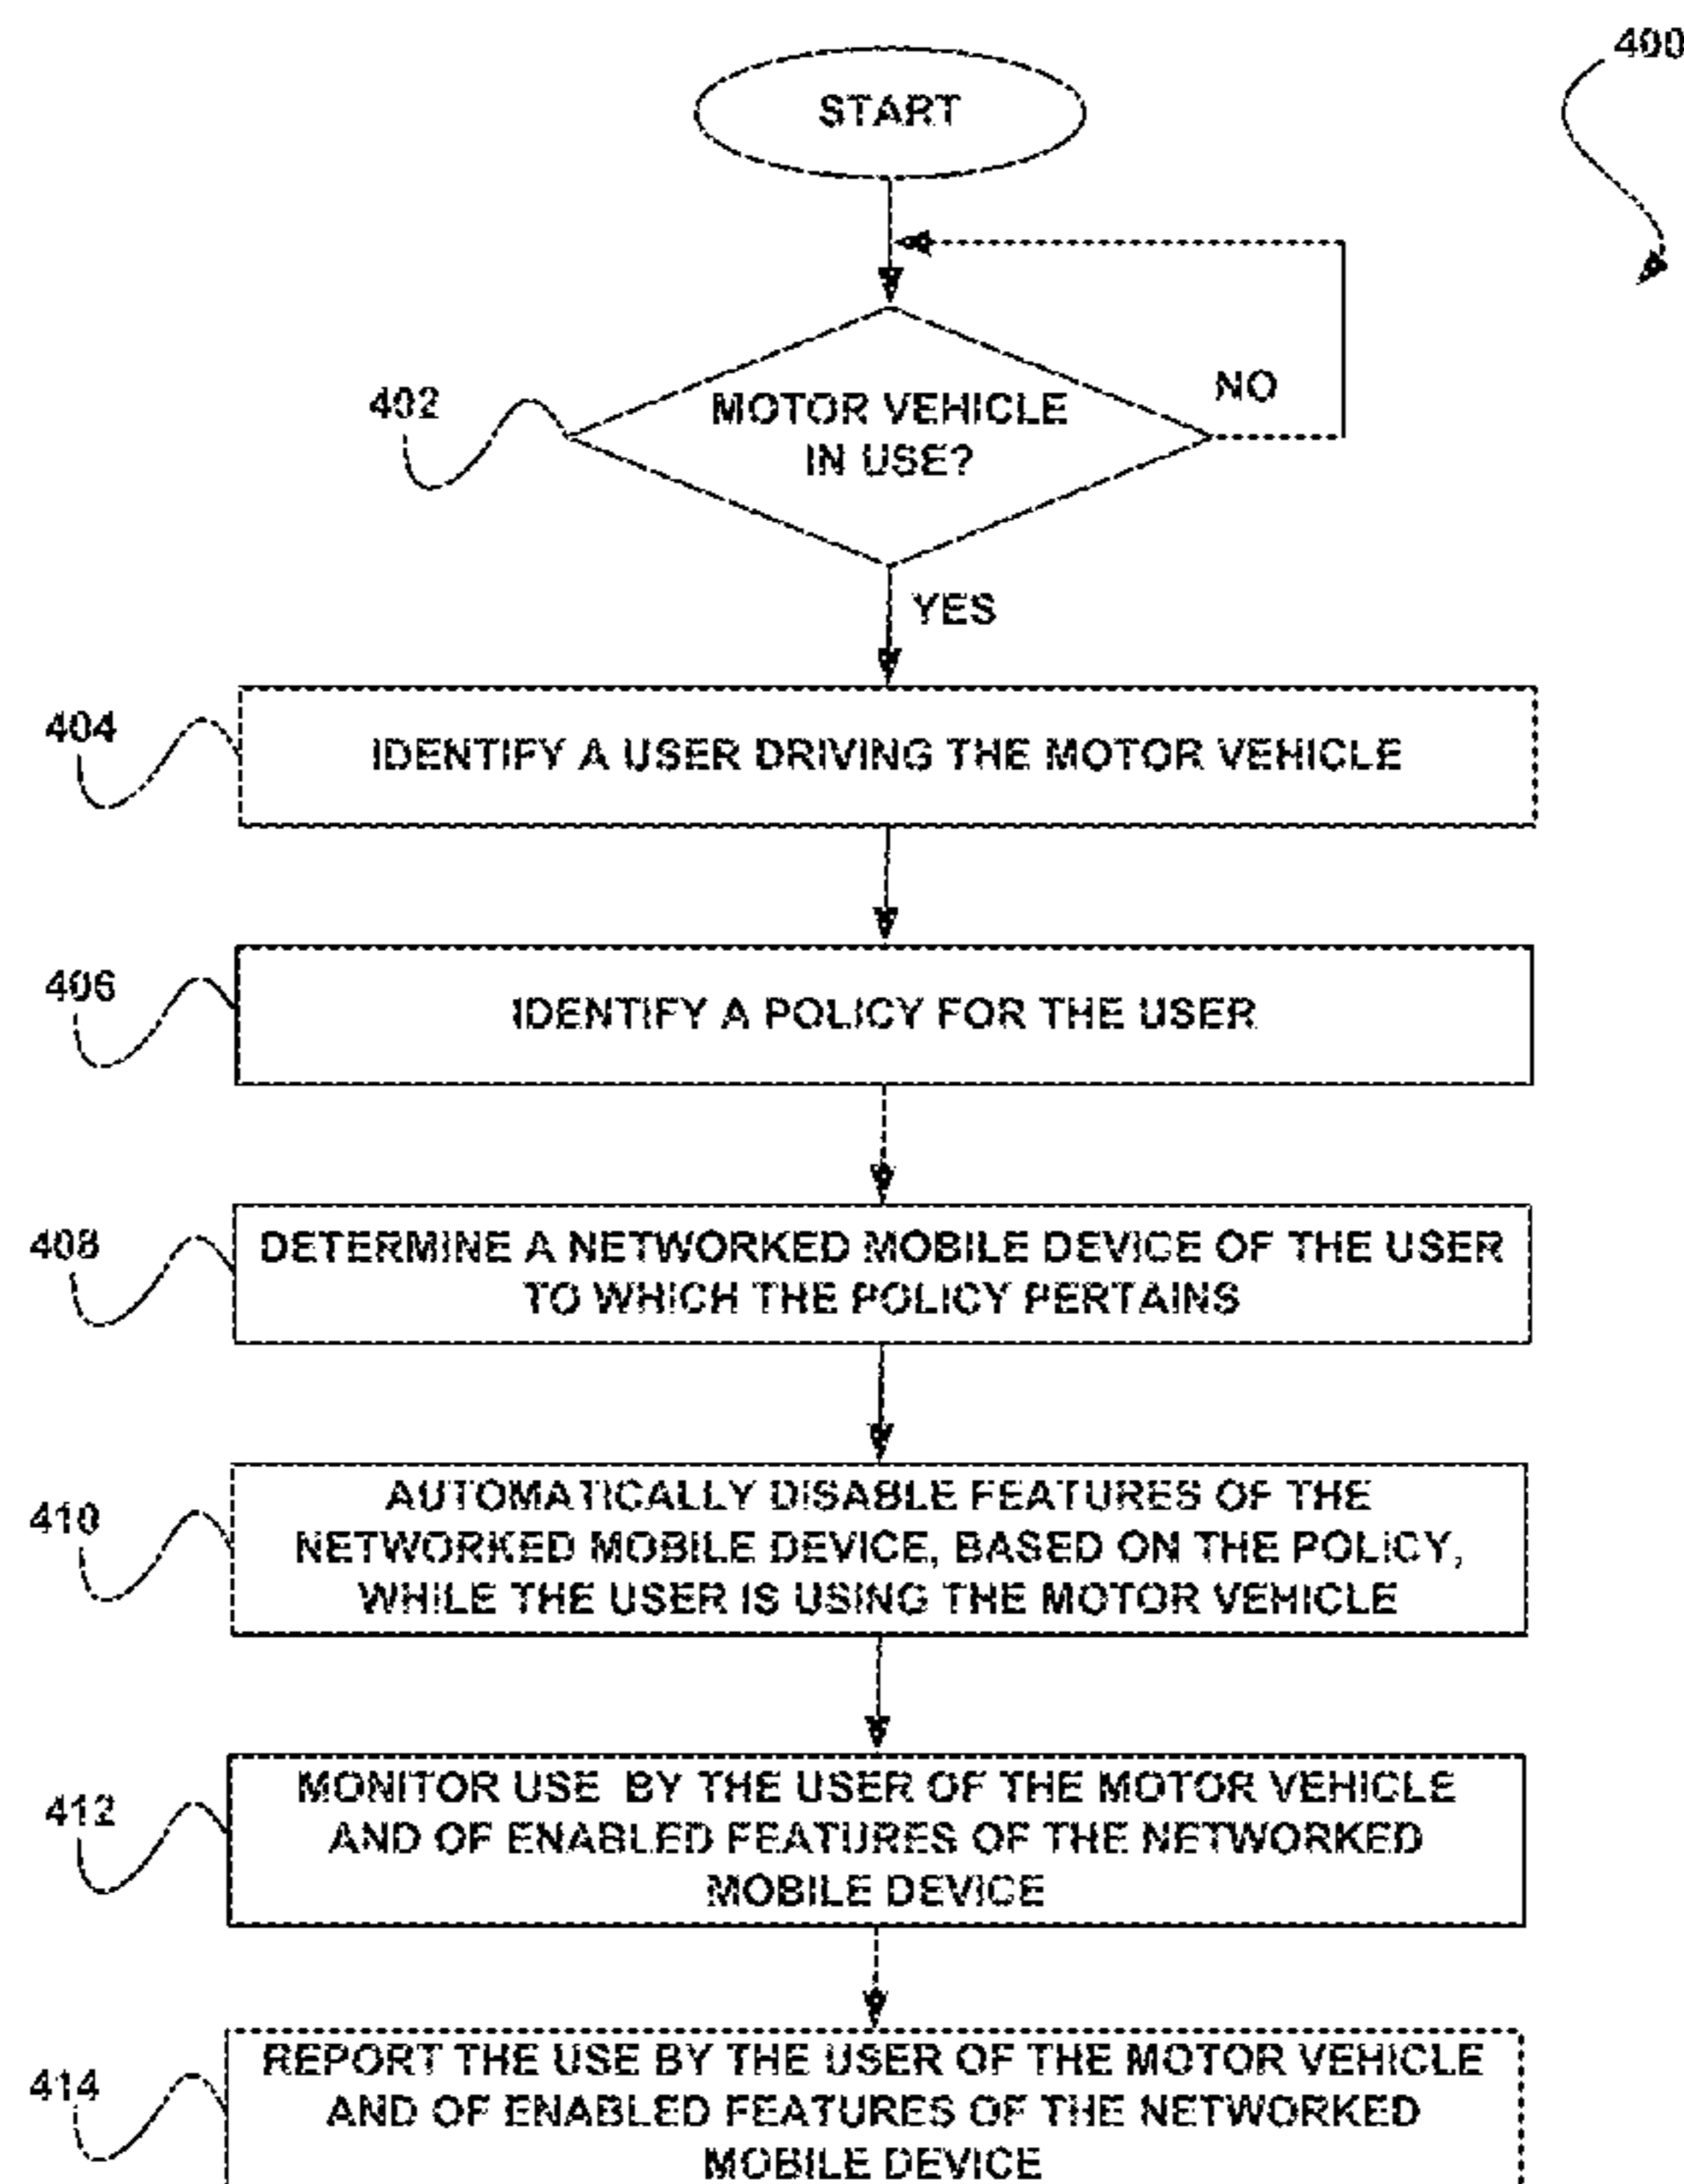 400
START
402
MOTOR VEHICLE
IN USE?
NO
YES
404
IDENTIFY A USER DRIVING THE MOTOR VEHICLE
406
IDENTIFY A POLICY FOR THE USER
408
DETERMINE A NETWORKED MOBILE DEVICE OF THE USER
TO WHICH THE POLICY PERTAINS
410
AUTOMATICALLY DISABLE FEATURES OF THE
NETWORKED MOBILE DEVICE, BASED ON THE POLICY,
WHILE THE USER IS USING THE MOTOR VEHICLE
412
MONITOR USE BY THE USER OF THE MOTOR VEHICLE
AND OF ENABLED FEATURES OF THE NETWORKED
MOBILE DEVICE
414
REPORT THE USE BY THE USER OF THE MOTOR VEHICLE
AND OF ENABLED FEATURES OF THE NETWORKED
MOBILE DEVICE